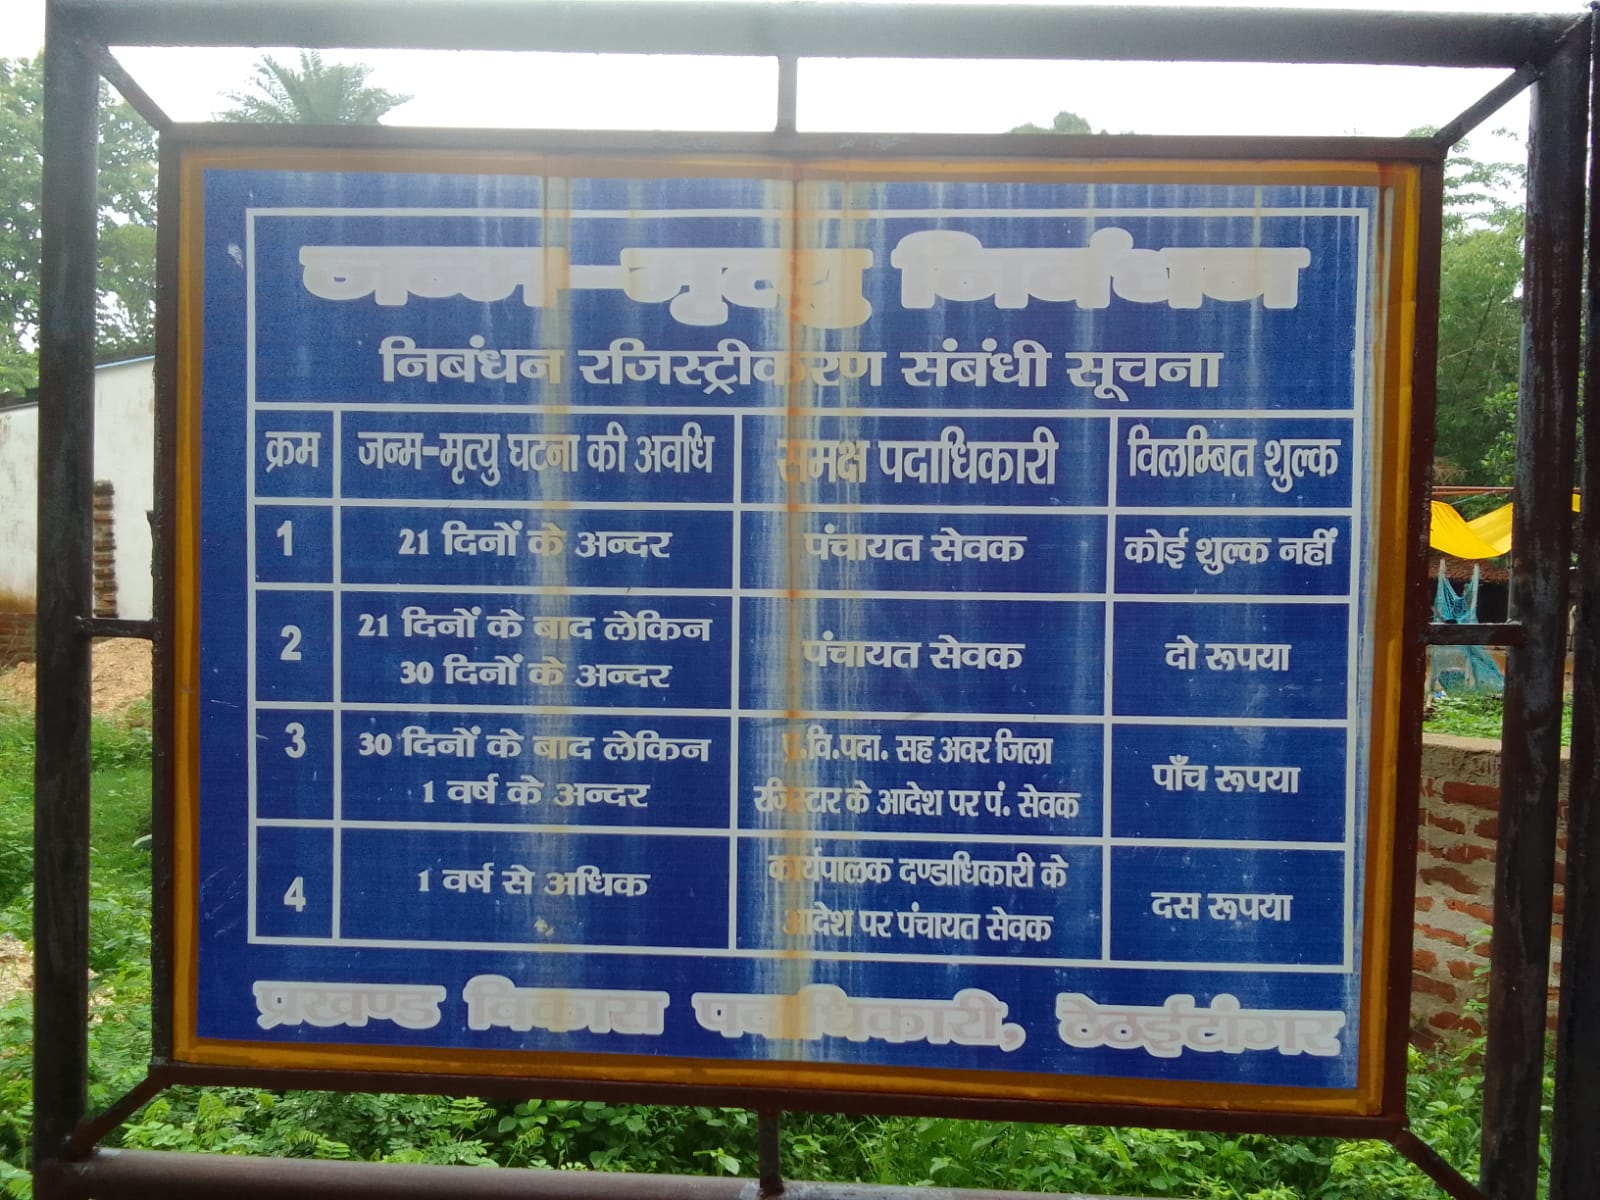 जन्म-मृत्यु निबंधन
निबंधन रजिस्ट्रीकरण संबंधी सूचना
क्रम जन्म-मृत्यु घटना की अवधि समक्ष पदाधिकारी विलम्बित शुल्क
1 21 दिनों के अन्दर पंचायत सेवक कोई शुल्क नहीं
2 21 दिनों के बाद लेकिन
30 दिनों के अन्दर पंचायत सेवक दो रूपया
3 30 दिनों के बाद लेकिन
1 वर्ष के अन्दर प्र.वि.पदा. सह अवर जिला
रजिस्टार के आदेश पर पं. सेवक पाँच रूपया
4 1 वर्ष से अधिक कार्यपालक दण्डाधिकारी के
आदेश पर पंचायत सेवक दस रूपया
प्रखण्ड विकास पदाधिकारी, ठेठईटांगर